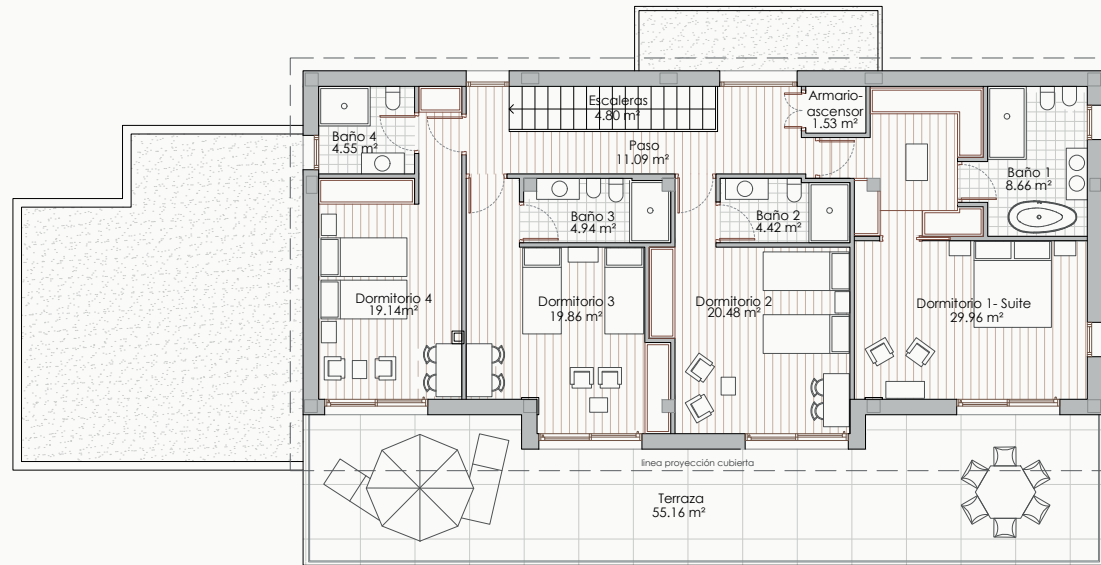 Escaleras
4.80 m²
Armario-
ascensor
1.53 m²
Baño 4
4.55 m²
Paso
11.09 m²
Baño 1
8.66 m²
Baño 3
4.94 m²
Baño 2
4.42 m²
Dormitorio 4
19.14m²
Dormitorio 3
19.86 m²
Dormitorio 2
20.48 m²
Dormitorio 1- Suite
29.96 m²
linea proyección cubierta
Terraza
55.16 m²